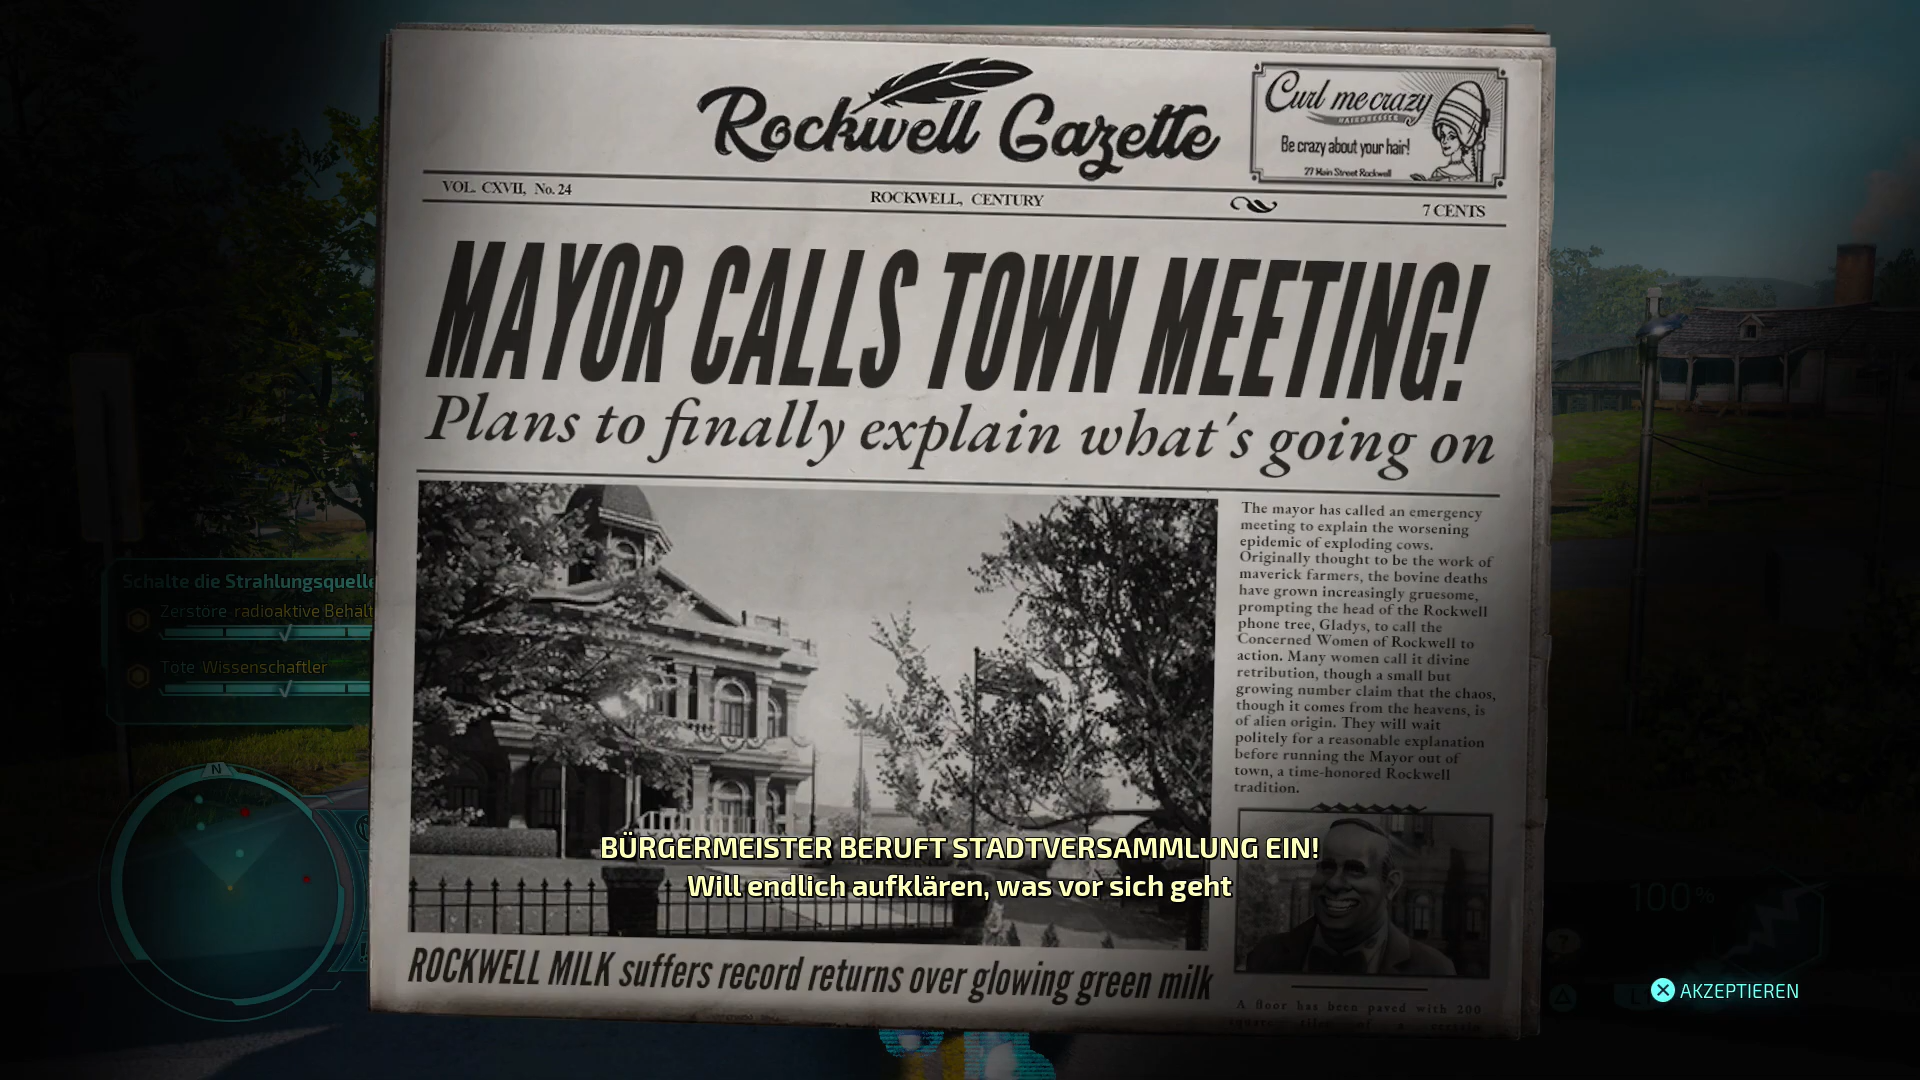 Rockwell Gazette
Curl me crazy
HAIRDRESSER
Be crazy about your hair!
27 Main Street Rockwell
VOL. CXVII, No. 24
ROCKWELL, CENTURY
7 CENTS
MAYOR CALLS TOWN MEETING!
Plans to finally explain what's going on
The mayor has called an emergency
meeting to explain the worsening
epidemic of exploding cows.
Originally thought to be the work of
maverick farmers, the bovine deaths
have grown increasingly gruesome,
prompting the head of the Rockwell
phone tree, Gladys, to call the
Concerned Women of Rockwell to
action. Many women call it divine
retribution, though a small but
growing number claim that the chaos,
though it comes from the heavens, is
of alien origin. They will wait
politely for a reasonable explanation
before running the Mayor out of
town, a time-honored Rockwell
tradition.
Schalte die Strahlungsquelle
Zerstöre radioaktive Behält
Tote Wissenschaftler
N
BÜRGERMEISTER BERUFT STADTVERSAMMLUNG EIN!
Will endlich aufklären, was vor sich geht
ROCKWELL MILK suffers record returns over glowing green milk
A floor has been paved with 200
square tiles of a certain
100%
?
AKZEPTIEREN